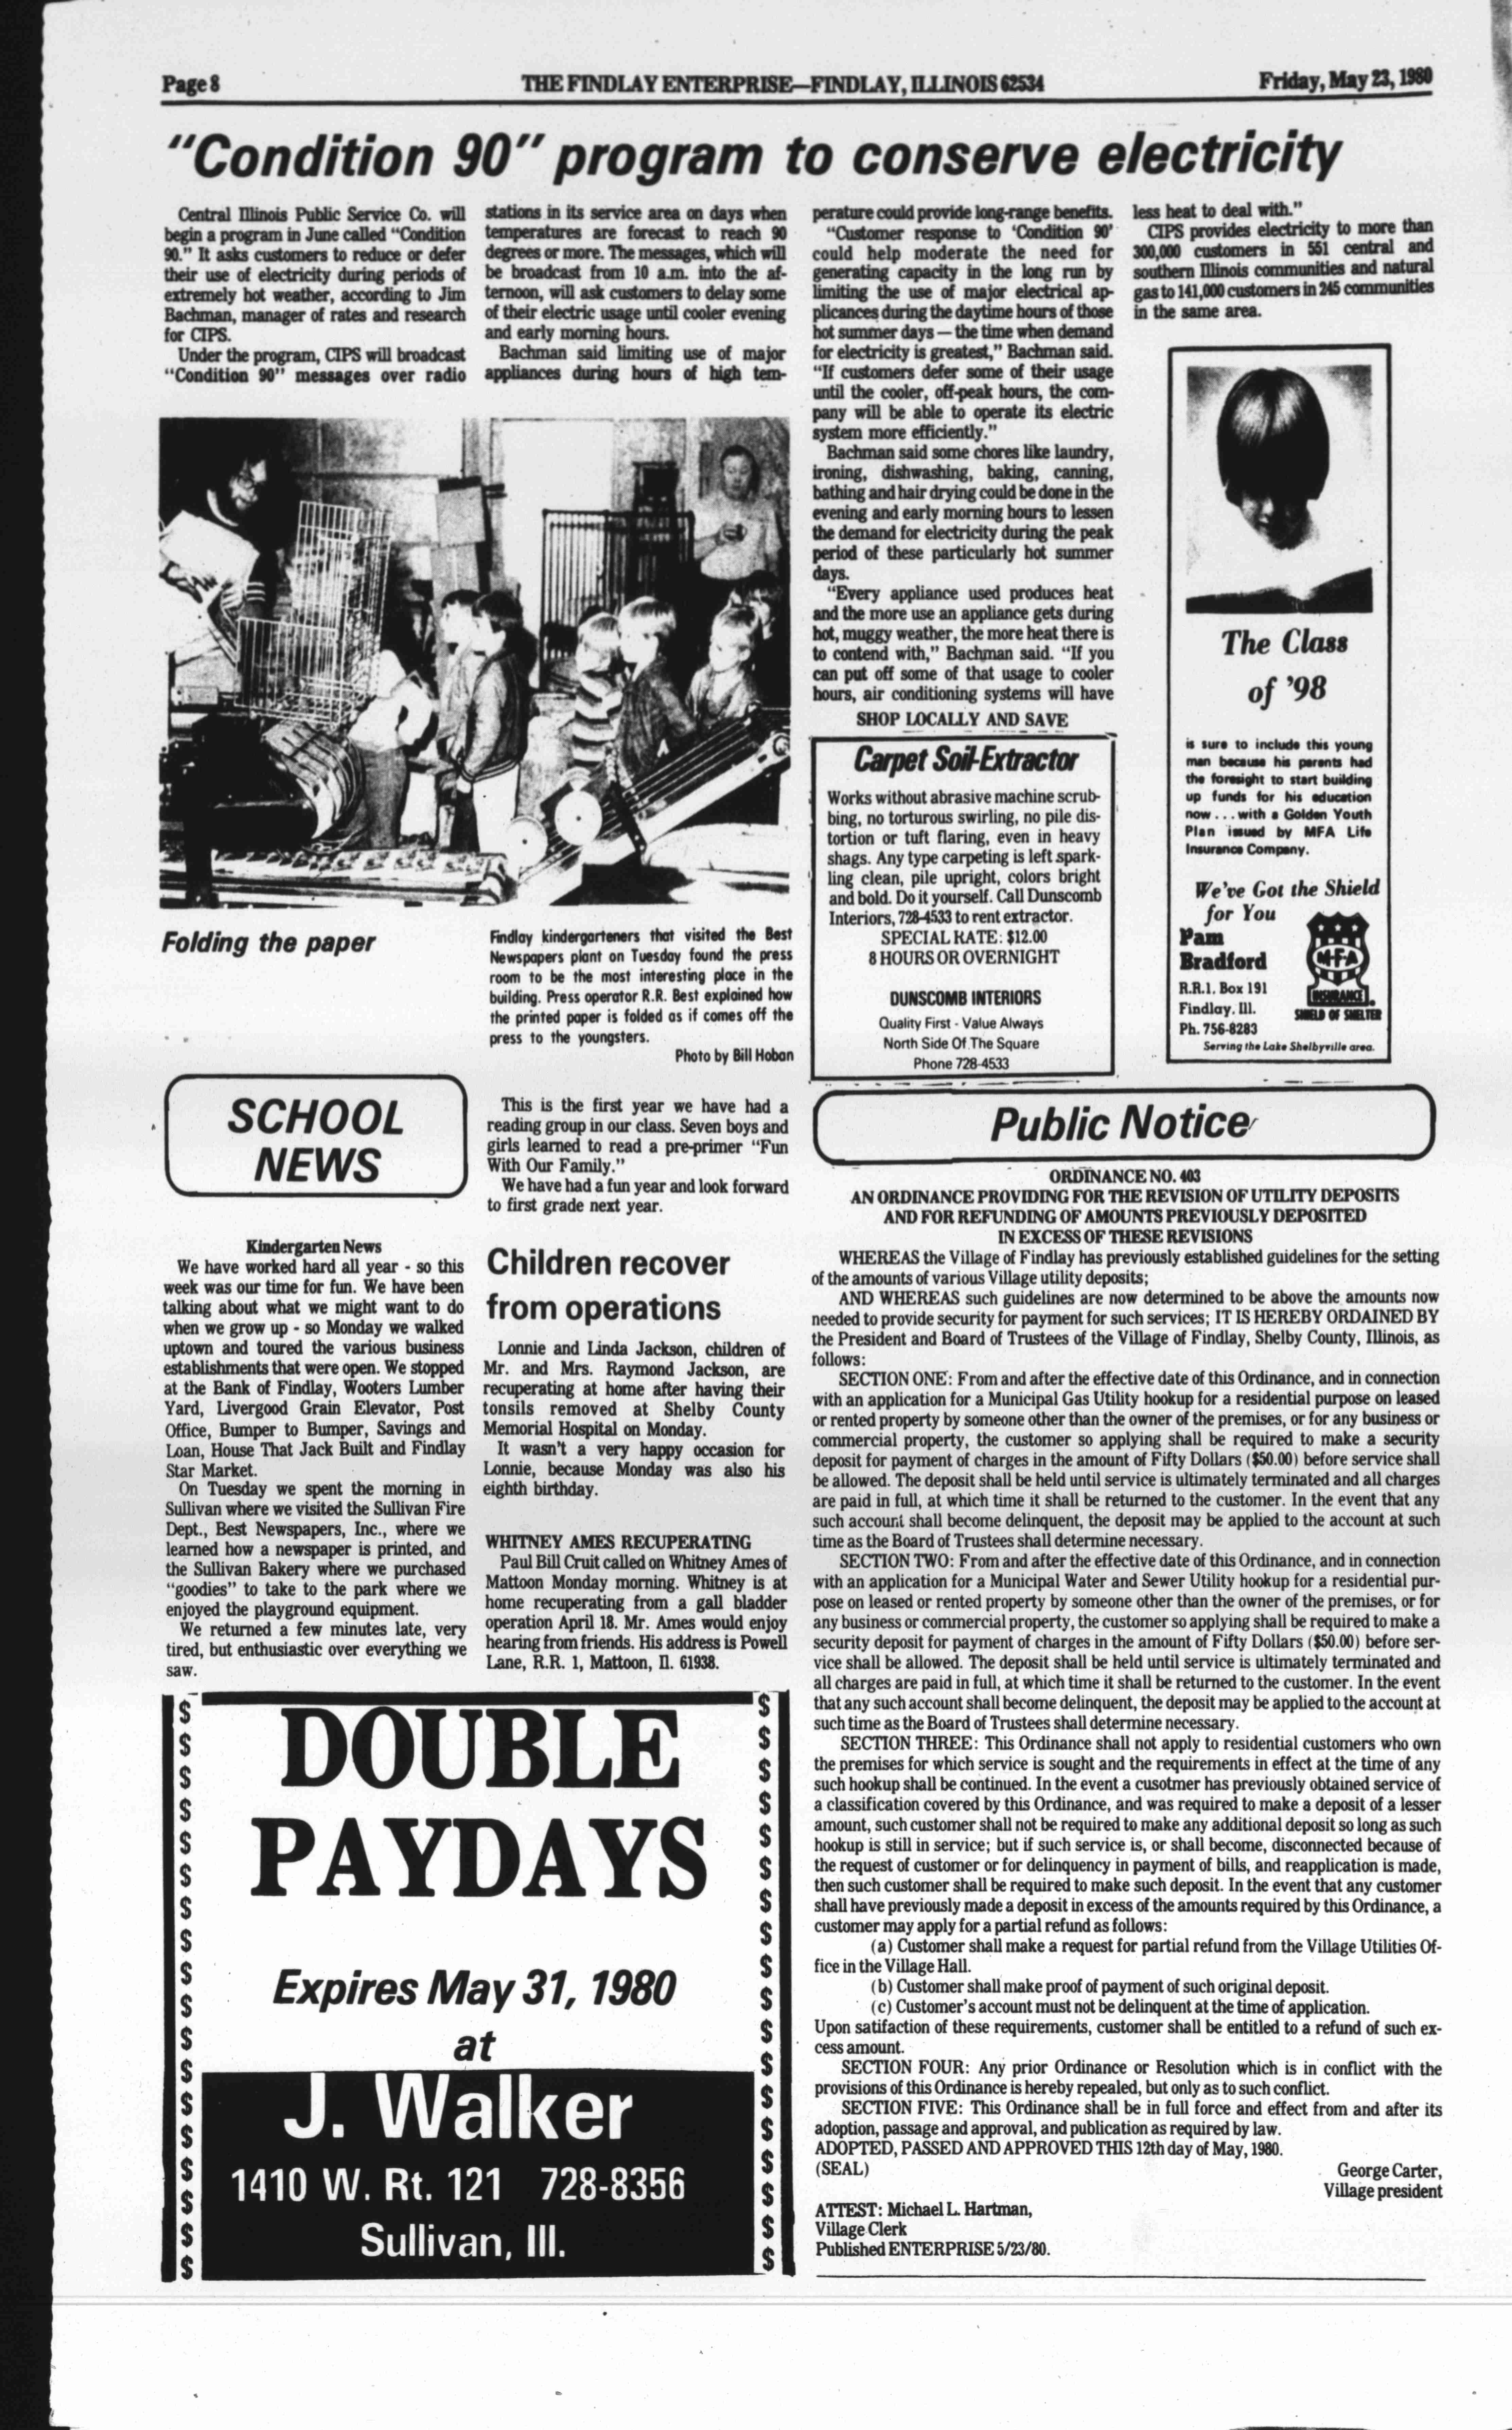 Page 8
THE FINDLAY ENTERPRISE—FINDLAY, ILLINOIS 62534
Friday, May 23, 1980
"Condition 90" program to conserve electricity
Central Illinois Public Service Co. will
begin a program in June called "Condition
90." It asks customers to reduce or defer
their use of electricity during periods of
extremely hot weather, according to Jim
Bachman, manager of rates and research
for CIPS.
Under the program, CIPS will broadcast
"Condition 90" messages over radio
stations in its service area on days when
temperatures are forecast to reach 90
degrees or more. The messages, which will
be broadcast from 10 a.m. into the af-
ternoon, will ask customers to delay some
of their electric usage until cooler evening
and early morning hours.
Bachman said limiting use of major
appliances during hours of high tem-
perature could provide long-range benefits.
"Customer response to 'Condition 90'
could help moderate the need for
generating capacity in the long run by
limiting the use of major electrical ap-
plicances during the daytime hours of those
hot summer days — the time when demand
for electricity is greatest," Bachman said.
"If customers defer some of their usage
until the cooler, off-peak hours, the com-
pany will be able to operate its electric
system more efficiently."
Bachman said some chores like laundry,
ironing, dishwashing, baking, canning,
bathing and hair drying could be done in the
evening and early morning hours to lessen
the demand for electricity during the peak
period of these particularly hot summer
days.
"Every appliance used produces heat
and the more use an appliance gets during
hot, muggy weather, the more heat there is
to contend with," Bachman said. "If you
can put off some of that usage to cooler
hours, air conditioning systems will have
less heat to deal with."
CIPS provides electricity to more than
300,000 customers in 551 central and
southern Illinois communities and natural
gas to 141,000 customers in 245 communities
in the same area.
SHOP LOCALLY AND SAVE
Carpet Soil-Extractor
Works without abrasive machine scrub-
bing, no torturous swirling, no pile dis-
tortion or tuft flaring, even in heavy
shags. Any type carpeting is left spark-
ling clean, pile upright, colors bright
and bold. Do it yourself. Call Dunscomb
Interiors, 728-4533 to rent extractor.
SPECIAL RATE: $12.00
8 HOURS OR OVERNIGHT
DUNSCOMB INTERIORS
Quality First - Value Always
North Side Of The Square
Phone 728-4533
The Class
of '98
is sure to include this young
man because his parents had
the foresight to start building
up funds for his education
now . . . with a Golden Youth
Plan issued by MFA Life
Insurance Company.
We've Got the Shield
for You
Pam
Bradford
R.R.1. Box 191
Findlay, Ill.
Ph. 756-8283
MFA
INSURANCE
SHIELD OF SHELTER
Serving the Lake Shelbyville area.
Folding the paper
Findlay kindergarteners that visited the Best
Newspapers plant on Tuesday found the press
room to be the most interesting place in the
building. Press operator R.R. Best explained how
the printed paper is folded as if comes off the
press to the youngsters.
Photo by Bill Hoban
SCHOOL
NEWS
Kindergarten News
We have worked hard all year - so this
week was our time for fun. We have been
talking about what we might want to do
when we grow up - so Monday we walked
uptown and toured the various business
establishments that were open. We stopped
at the Bank of Findlay, Wooters Lumber
Yard, Livergood Grain Elevator, Post
Office, Bumper to Bumper, Savings and
Loan, House That Jack Built and Findlay
Star Market.
On Tuesday we spent the morning in
Sullivan where we visited the Sullivan Fire
Dept., Best Newspapers, Inc., where we
learned how a newspaper is printed, and
the Sullivan Bakery where we purchased
"goodies" to take to the park where we
enjoyed the playground equipment.
We returned a few minutes late, very
tired, but enthusiastic over everything we
saw.
This is the first year we have had a
reading group in our class. Seven boys and
girls learned to read a pre-primer "Fun
With Our Family."
We have had a fun year and look forward
to first grade next year.
Children recover
from operations
Lonnie and Linda Jackson, children of
Mr. and Mrs. Raymond Jackson, are
recuperating at home after having their
tonsils removed at Shelby County
Memorial Hospital on Monday.
It wasn't a very happy occasion for
Lonnie, because Monday was also his
eighth birthday.
WHITNEY AMES RECUPERATING
Paul Bill Cruit called on Whitney Ames of
Mattoon Monday morning. Whitney is at
home recuperating from a gall bladder
operation April 18. Mr. Ames would enjoy
hearing from friends. His address is Powell
Lane, R.R. 1, Mattoon, Il. 61938.
DOUBLE
PAYDAYS
Expires May 31, 1980
at
J. Walker
1410 W. Rt. 121 728-8356
Sullivan, Ill.
Public Notice
ORDINANCE NO. 403
AN ORDINANCE PROVIDING FOR THE REVISION OF UTILITY DEPOSITS
AND FOR REFUNDING OF AMOUNTS PREVIOUSLY DEPOSITED
IN EXCESS OF THESE REVISIONS
WHEREAS the Village of Findlay has previously established guidelines for the setting
of the amounts of various Village utility deposits;
AND WHEREAS such guidelines are now determined to be above the amounts now
needed to provide security for payment for such services; IT IS HEREBY ORDAINED BY
the President and Board of Trustees of the Village of Findlay, Shelby County, Illinois, as
follows:
SECTION ONE: From and after the effective date of this Ordinance, and in connection
with an application for a Municipal Gas Utility hookup for a residential purpose on leased
or rented property by someone other than the owner of the premises, or for any business or
commercial property, the customer so applying shall be required to make a security
deposit for payment of charges in the amount of Fifty Dollars ($50.00) before service shall
be allowed. The deposit shall be held until service is ultimately terminated and all charges
are paid in full, at which time it shall be returned to the customer. In the event that any
such account shall become delinquent, the deposit may be applied to the account at such
time as the Board of Trustees shall determine necessary.
SECTION TWO: From and after the effective date of this Ordinance, and in connection
with an application for a Municipal Water and Sewer Utility hookup for a residential pur-
pose on leased or rented property by someone other than the owner of the premises, or for
any business or commercial property, the customer so applying shall be required to make a
security deposit for payment of charges in the amount of Fifty Dollars ($50.00) before ser-
vice shall be allowed. The deposit shall be held until service is ultimately terminated and
all charges are paid in full, at which time it shall be returned to the customer. In the event
that any such account shall become delinquent, the deposit may be applied to the account at
such time as the Board of Trustees shall determine necessary.
SECTION THREE: This Ordinance shall not apply to residential customers who own
the premises for which service is sought and the requirements in effect at the time of any
such hookup shall be continued. In the event a cusotmer has previously obtained service of
a classification covered by this Ordinance, and was required to make a deposit of a lesser
amount, such customer shall not be required to make any additional deposit so long as such
hookup is still in service; but if such service is, or shall become, disconnected because of
the request of customer or for delinquency in payment of bills, and reapplication is made,
then such customer shall be required to make such deposit. In the event that any customer
shall have previously made a deposit in excess of the amounts required by this Ordinance, a
customer may apply for a partial refund as follows:
(a) Customer shall make a request for partial refund from the Village Utilities Of-
fice in the Village Hall.
(b) Customer shall make proof of payment of such original deposit.
(c) Customer's account must not be delinquent at the time of application.
Upon satifaction of these requirements, customer shall be entitled to a refund of such ex-
cess amount.
SECTION FOUR: Any prior Ordinance or Resolution which is in conflict with the
provisions of this Ordinance is hereby repealed, but only as to such conflict.
SECTION FIVE: This Ordinance shall be in full force and effect from and after its
adoption, passage and approval, and publication as required by law.
ADOPTED, PASSED AND APPROVED THIS 12th day of May, 1980.
(SEAL)
George Carter,
Village president
ATTEST: Michael L. Hartman,
Village Clerk
Published ENTERPRISE 5/23/80.